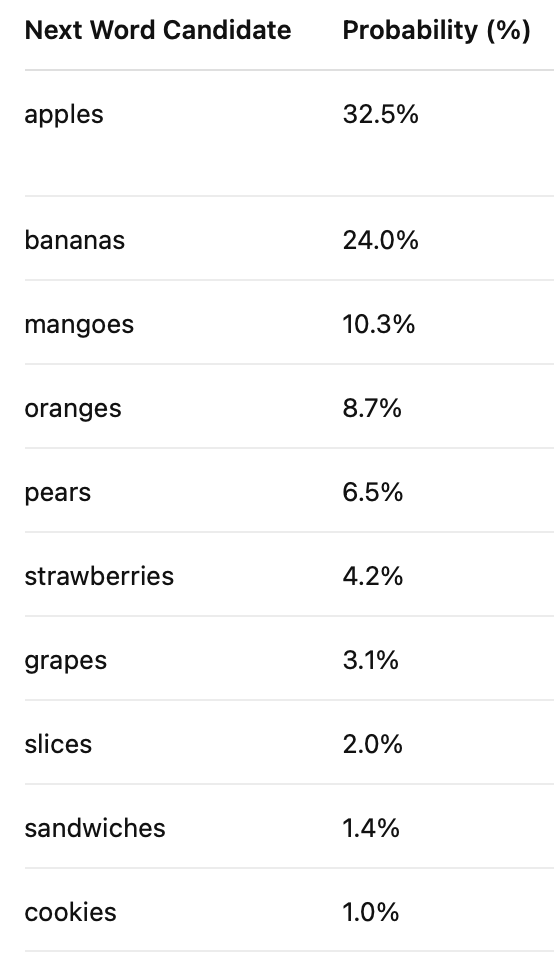 Next Word Candidate Probability (%)
apples 32.5%
bananas 24.0%
mangoes 10.3%
oranges 8.7%
pears 6.5%
strawberries 4.2%
grapes 3.1%
slices 2.0%
sandwiches 1.4%
cookies 1.0%